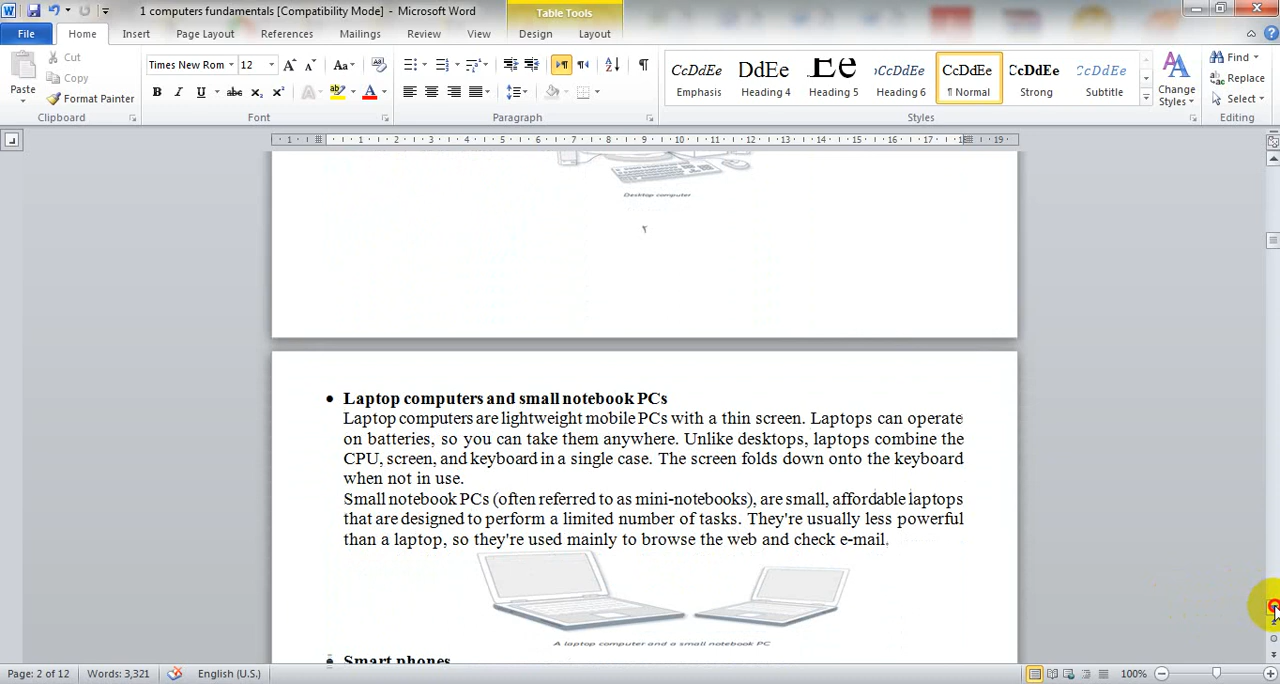 1 computers fundamentals [Compatibility Mode] - Microsoft Word
Table Tools
File
Home
Insert
Page Layout
References
Mailings
Review
View
Design
Layout
Paste
Cut
Copy
Format Painter
Clipboard
Times New Rom
12
Font
Paragraph
CcDdEe
Emphasis
DdEe
Heading 4
Ee
Heading 5
CcDdEe
Heading 6
CcDdEe
¶ Normal
CcDdEe
Strong
CcDdEe
Subtitle
Change
Styles
Styles
Find
Replace
Select
Editing
Desktop computer
٢
• Laptop computers and small notebook PCs
Laptop computers are lightweight mobile PCs with a thin screen. Laptops can operate
on batteries, so you can take them anywhere. Unlike desktops, laptops combine the
CPU, screen, and keyboard in a single case. The screen folds down onto the keyboard
when not in use.
Small notebook PCs (often referred to as mini-notebooks), are small, affordable laptops
that are designed to perform a limited number of tasks. They're usually less powerful
than a laptop, so they're used mainly to browse the web and check e-mail.
A laptop computer and a small notebook PC
• Smart phones
Page: 2 of 12
Words: 3,321
English (U.S.)
100%